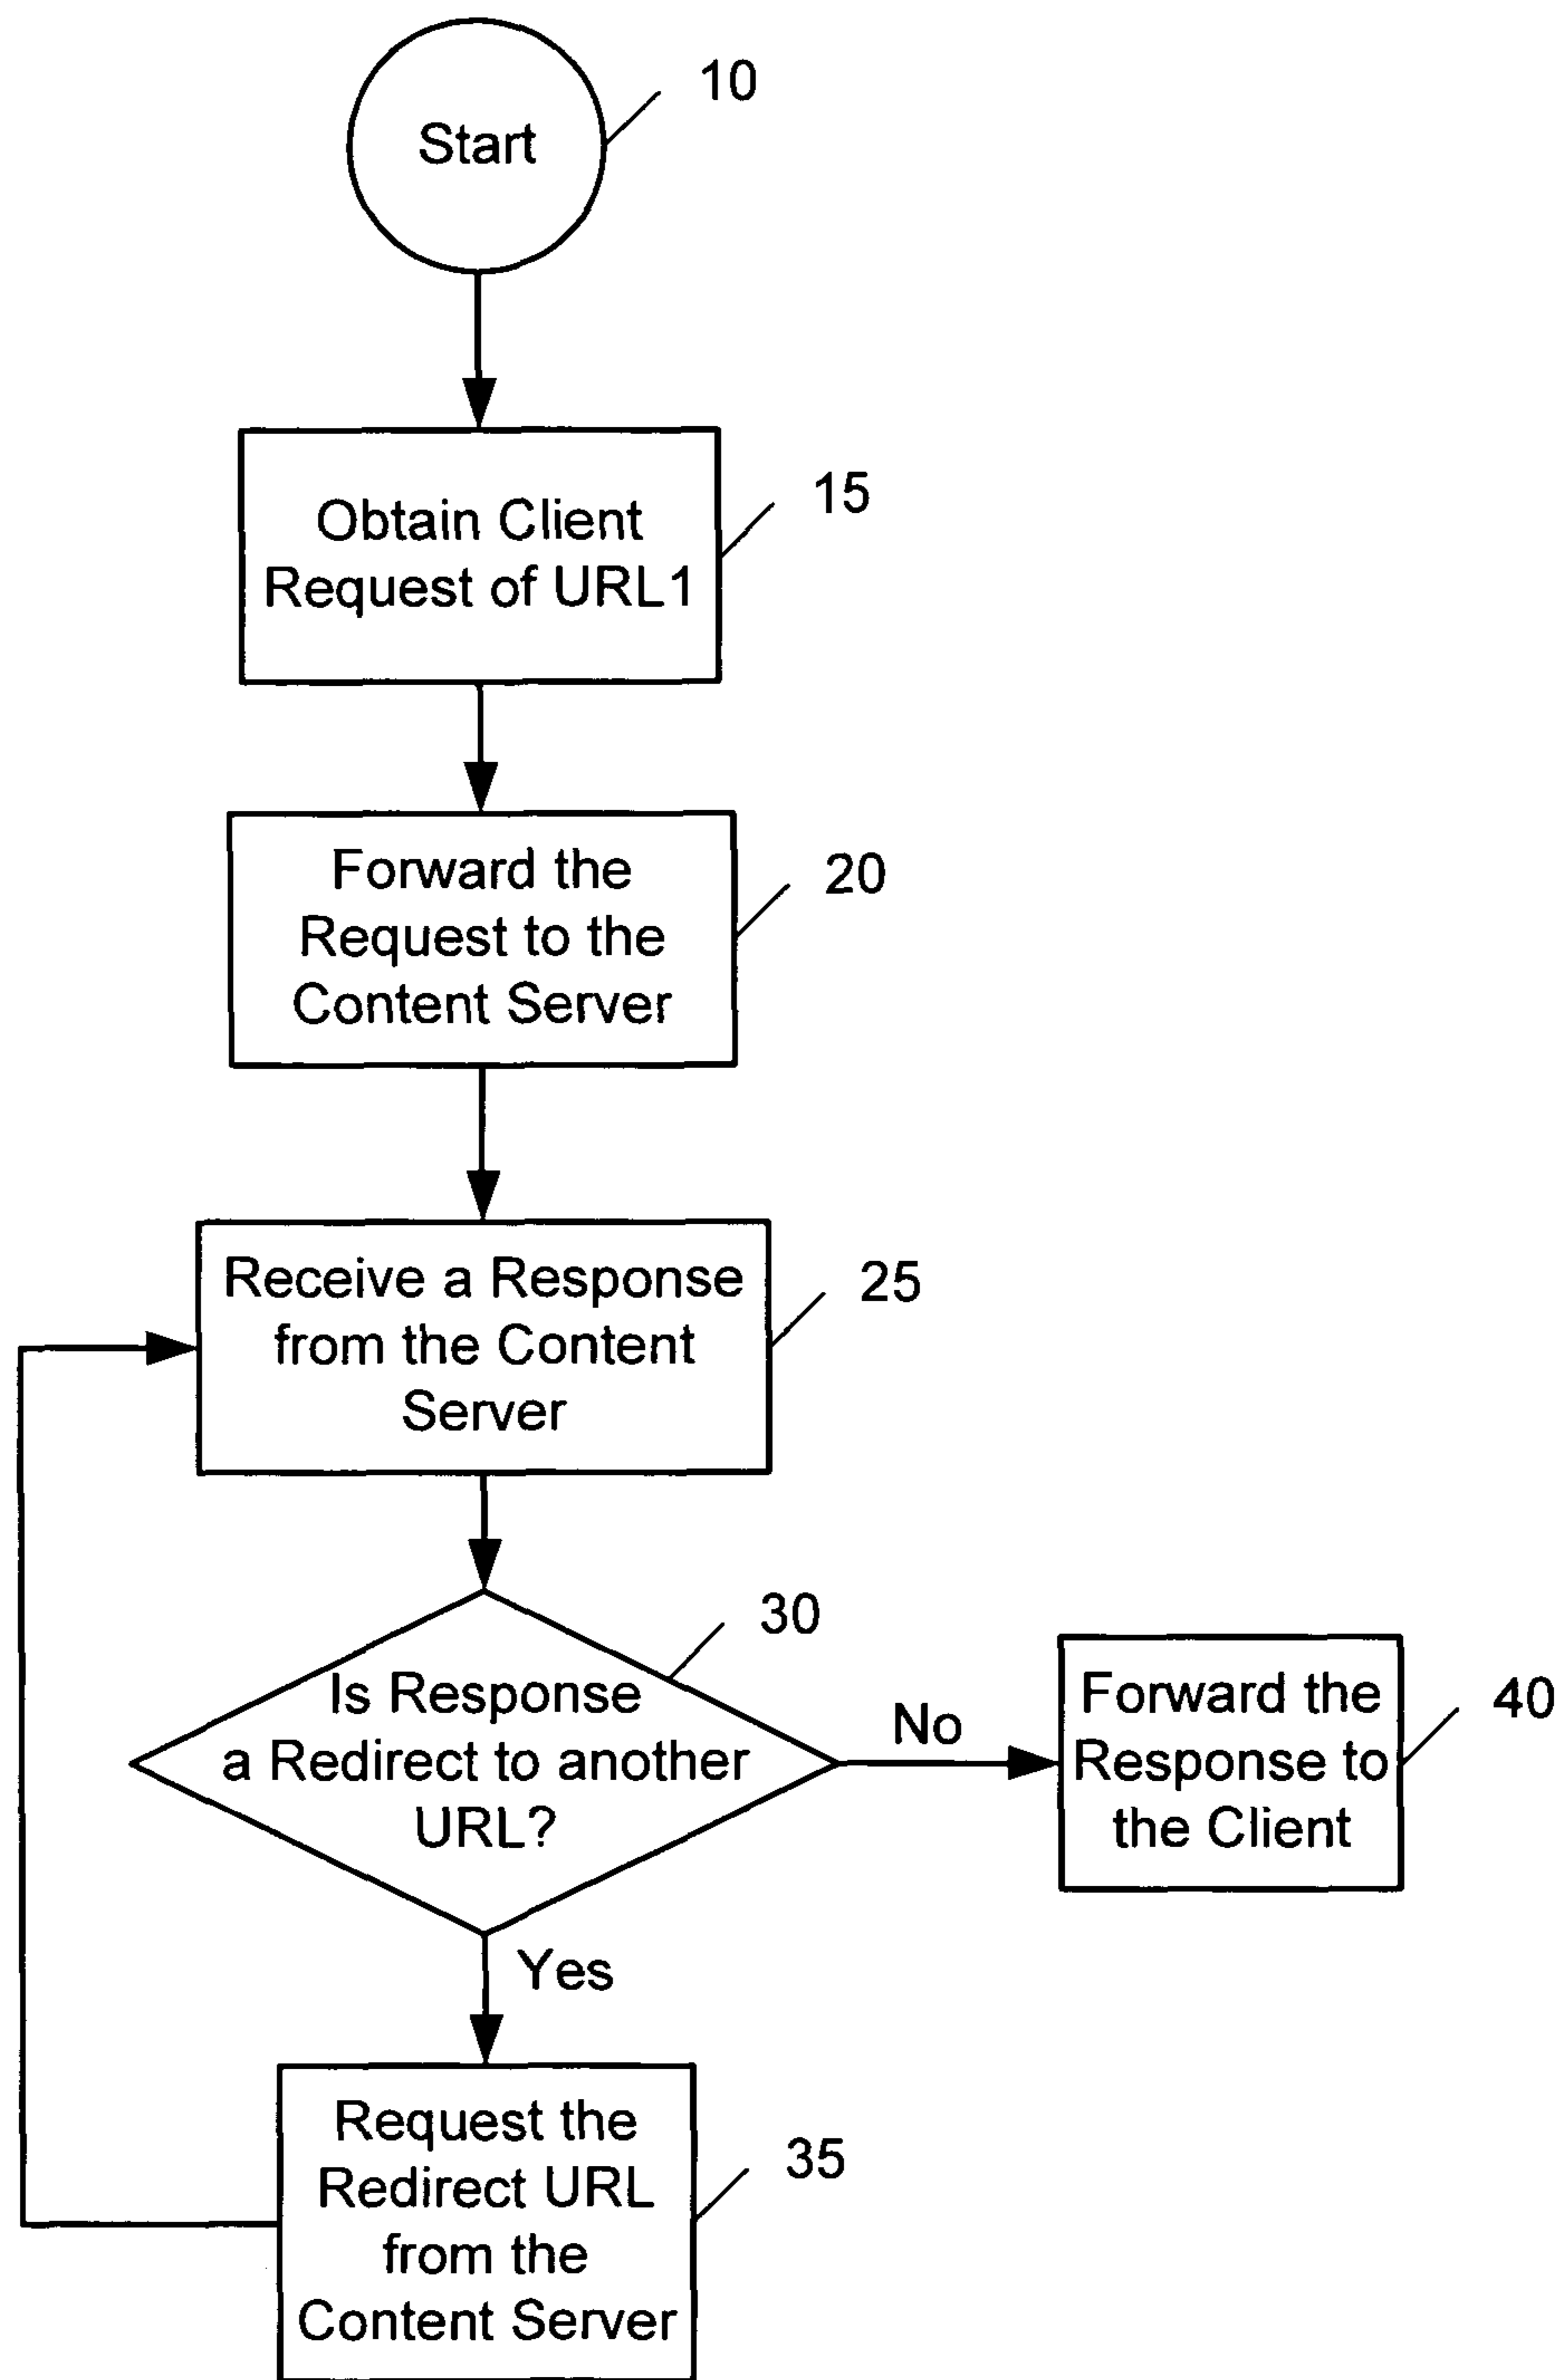 Start
10
Obtain Client
Request of URL1
15
Forward the
Request to the
Content Server
20
Receive a Response
from the Content
Server
25
Is Response
a Redirect to another
URL?
30
No
Forward the
Response to
the Client
40
Yes
Request the
Redirect URL
from the
Content Server
35